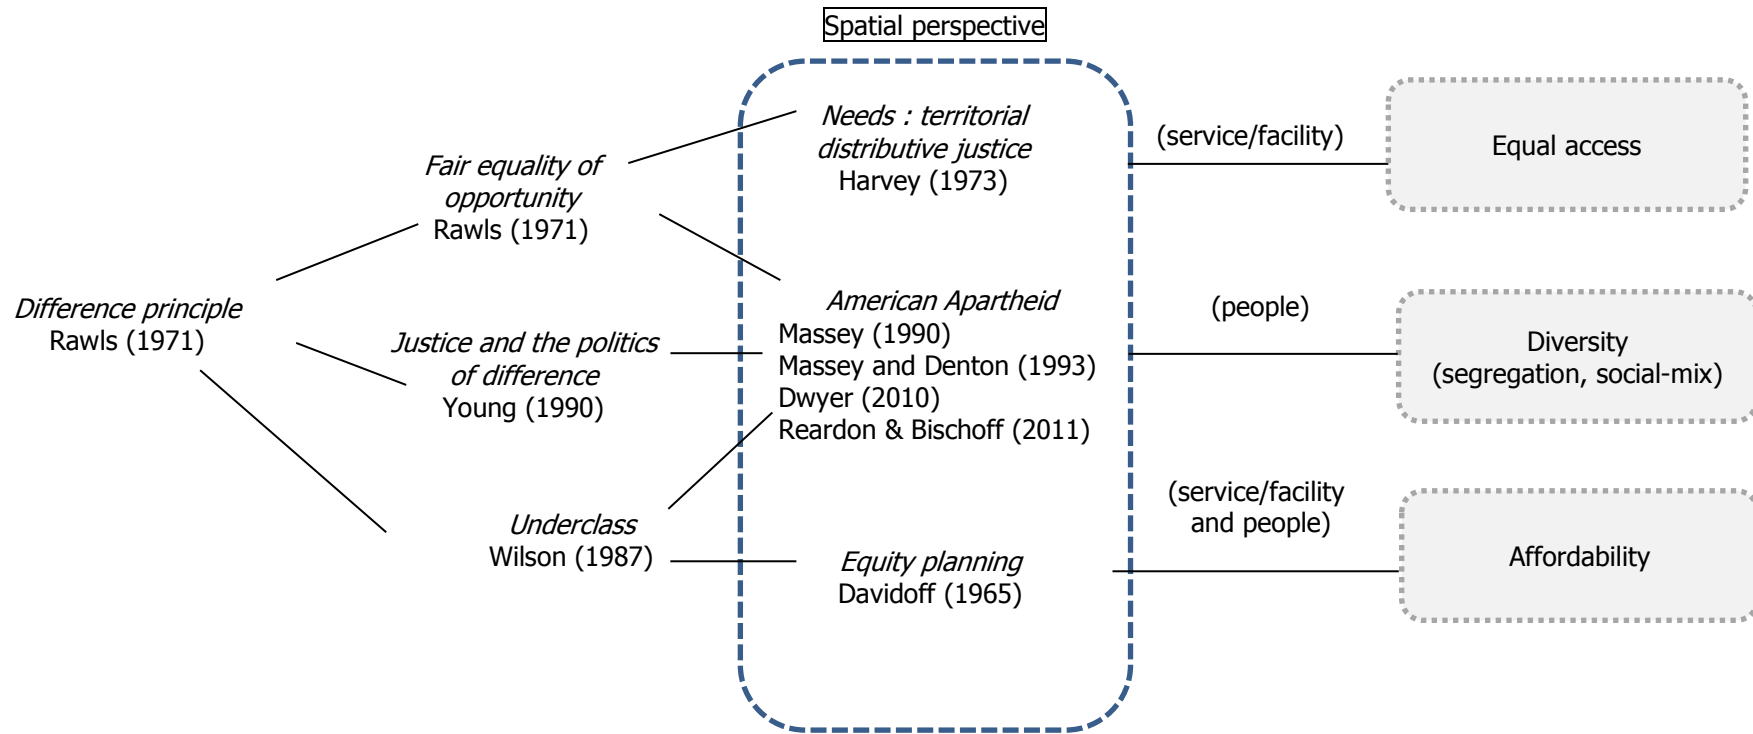 Spatial perspective
Difference principle
Rawls (1971)
Fair equality of
opportunity
Rawls (1971)
Justice and the politics
of difference
Young (1990)
Underclass
Wilson (1987)
Needs : territorial
distributive justice
Harvey (1973)
American Apartheid
Massey (1990)
Massey and Denton (1993)
Dwyer (2010)
Reardon & Bischoff (2011)
Equity planning
Davidoff (1965)
(service/facility)
(people)
(service/facility
and people)
Equal access
Diversity
(segregation, social-mix)
Affordability